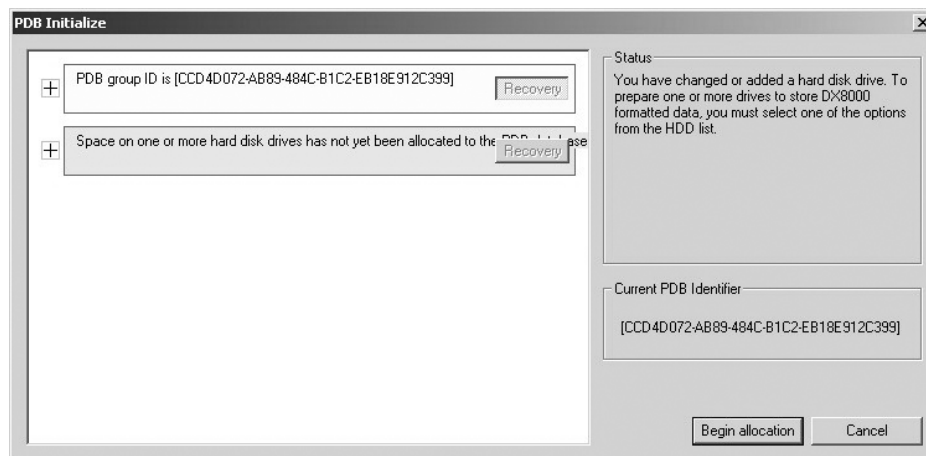 PDB Initialize
PDB group ID is [CCD4D072-AB89-484C-B1C2-EB18E912C399]
Recovery
Space on one or more hard disk drives has not yet been allocated to the PDB database
Recovery
Status
You have changed or added a hard disk drive. To
prepare one or more drives to store DX8000
formatted data, you must select one of the options
from the HDD list.
Current PDB Identifier
[CCD4D072-AB89-484C-B1C2-EB18E912C399]
Begin allocation
Cancel